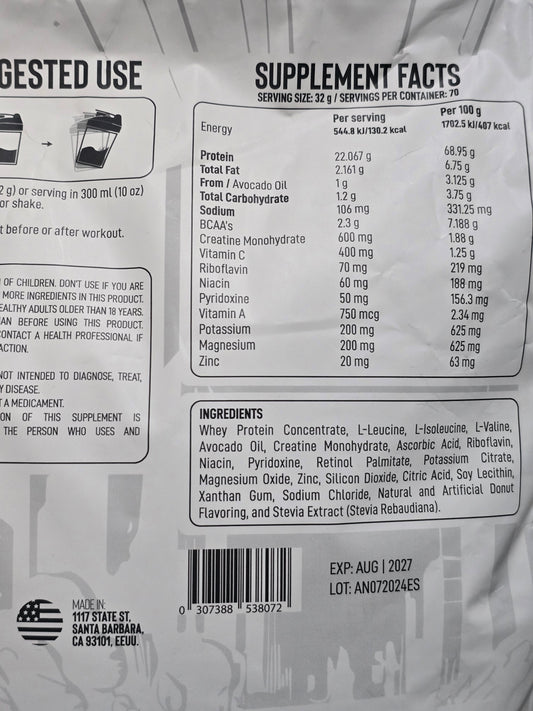 GESTED USE
2 g) or serving in 300 ml (10 oz)
or shake.
t before or after workout.
OF CHILDREN. DON'T USE IF YOU ARE
MORE INGREDIENTS IN THIS PRODUCT.
EALTHY ADULTS OLDER THAN 18 YEARS.
AN BEFORE USING THIS PRODUCT.
CONTACT A HEALTH PROFESSIONAL IF
ACTION.
NOT INTENDED TO DIAGNOSE, TREAT,
Y DISEASE.
T A MEDICAMENT.
ON OF THIS SUPPLEMENT IS
THE PERSON WHO USES AND
SUPPLEMENT FACTS
SERVING SIZE: 32 g / SERVINGS PER CONTAINER: 70
Per serving Per 100 g
Energy 544.8 kJ/130.2 kcal 1702.5 kJ/407 kcal
Protein 22.067 g 68.95 g
Total Fat 2.161 g 6.75 g
From / Avocado Oil 1 g 3.125 g
Total Carbohydrate 1.2 g 3.75 g
Sodium 106 mg 331.25 mg
BCAA's 2.3 g 7.188 g
Creatine Monohydrate 600 mg 1.88 g
Vitamin C 400 mg 1.25 g
Riboflavin 70 mg 219 mg
Niacin 60 mg 188 mg
Pyridoxine 50 mg 156.3 mg
Vitamin A 750 mcg 2.34 mg
Potassium 200 mg 625 mg
Magnesium 200 mg 625 mg
Zinc 20 mg 63 mg
INGREDIENTS
Whey Protein Concentrate, L-Leucine, L-Isoleucine, L-Valine,
Avocado Oil, Creatine Monohydrate, Ascorbic Acid, Riboflavin,
Niacin, Pyridoxine, Retinol Palmitate, Potassium Citrate,
Magnesium Oxide, Zinc, Silicon Dioxide, Citric Acid, Soy Lecithin,
Xanthan Gum, Sodium Chloride, Natural and Artificial Donut
Flavoring, and Stevia Extract (Stevia Rebaudiana).
0 307388 538072
EXP: AUG | 2027
LOT: AN072024ES
MADE IN:
1117 STATE ST,
SANTA BARBARA,
CA 93101, EEUU.